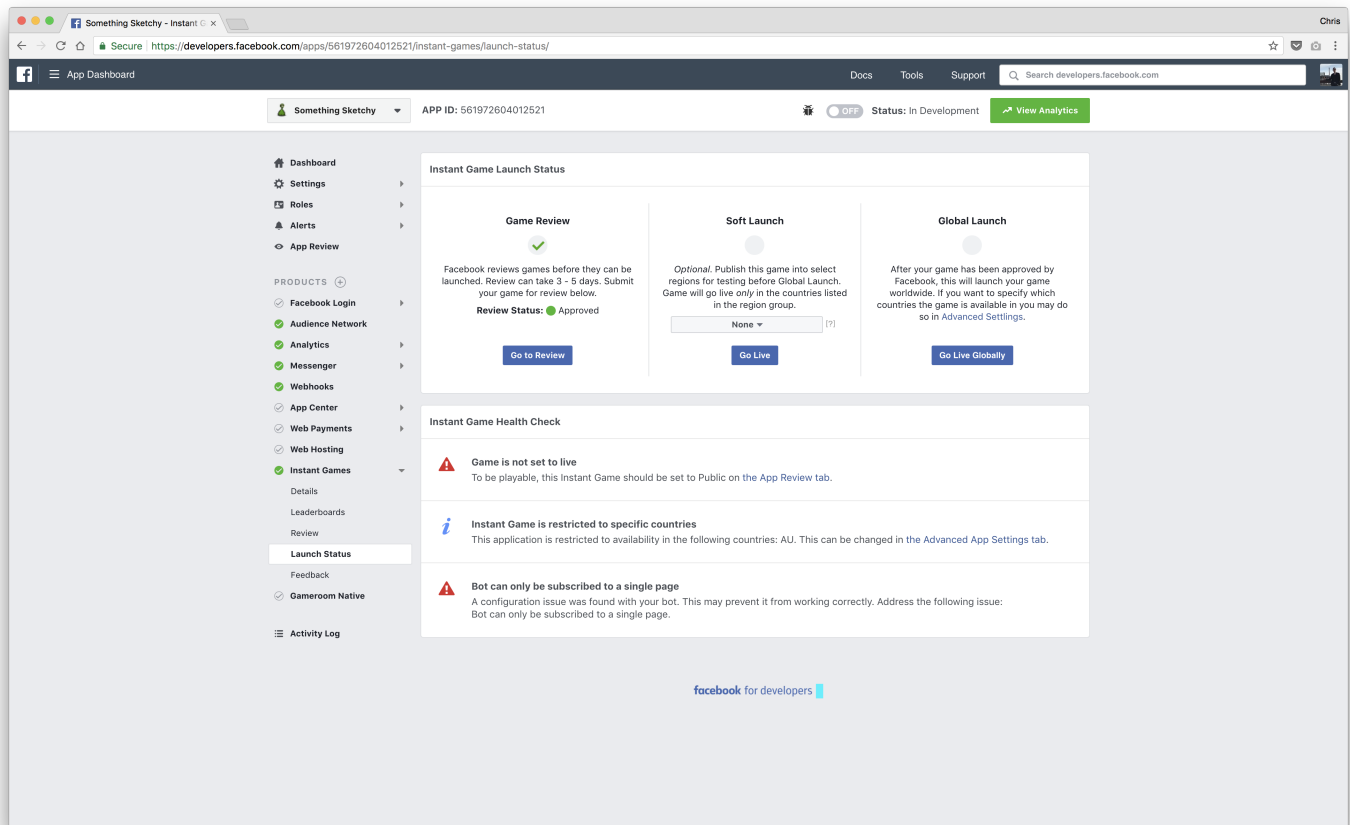 Something Sketchy - Instant G
Chris
Secure https://developers.facebook.com/apps/561972604012521/instant-games/launch-status/
App Dashboard
Docs
Tools
Support
Search developers.facebook.com
Something Sketchy
APP ID: 561972604012521
OFF
Status: In Development
View Analytics
Dashboard
Settings
Roles
Alerts
App Review
PRODUCTS
Facebook Login
Audience Network
Analytics
Messenger
Webhooks
App Center
Web Payments
Web Hosting
Instant Games
Details
Leaderboards
Review
Launch Status
Feedback
Gameroom Native
Activity Log
Instant Game Launch Status
Game Review
Facebook reviews games before they can be
launched. Review can take 3 - 5 days. Submit
your game for review below.
Review Status: Approved
Go to Review
Soft Launch
Optional. Publish this game into select
regions for testing before Global Launch.
Game will go live only in the countries listed
in the region group.
None
[?]
Go Live
Global Launch
After your game has been approved by
Facebook, this will launch your game
worldwide. If you want to specify which
countries the game is available in you may do
so in Advanced Settlings.
Go Live Globally
Instant Game Health Check
Game is not set to live
To be playable, this Instant Game should be set to Public on the App Review tab.
Instant Game is restricted to specific countries
This application is restricted to availability in the following countries: AU. This can be changed in the Advanced App Settings tab.
Bot can only be subscribed to a single page
A configuration issue was found with your bot. This may prevent it from working correctly. Address the following issue:
Bot can only be subscribed to a single page.
facebook for developers